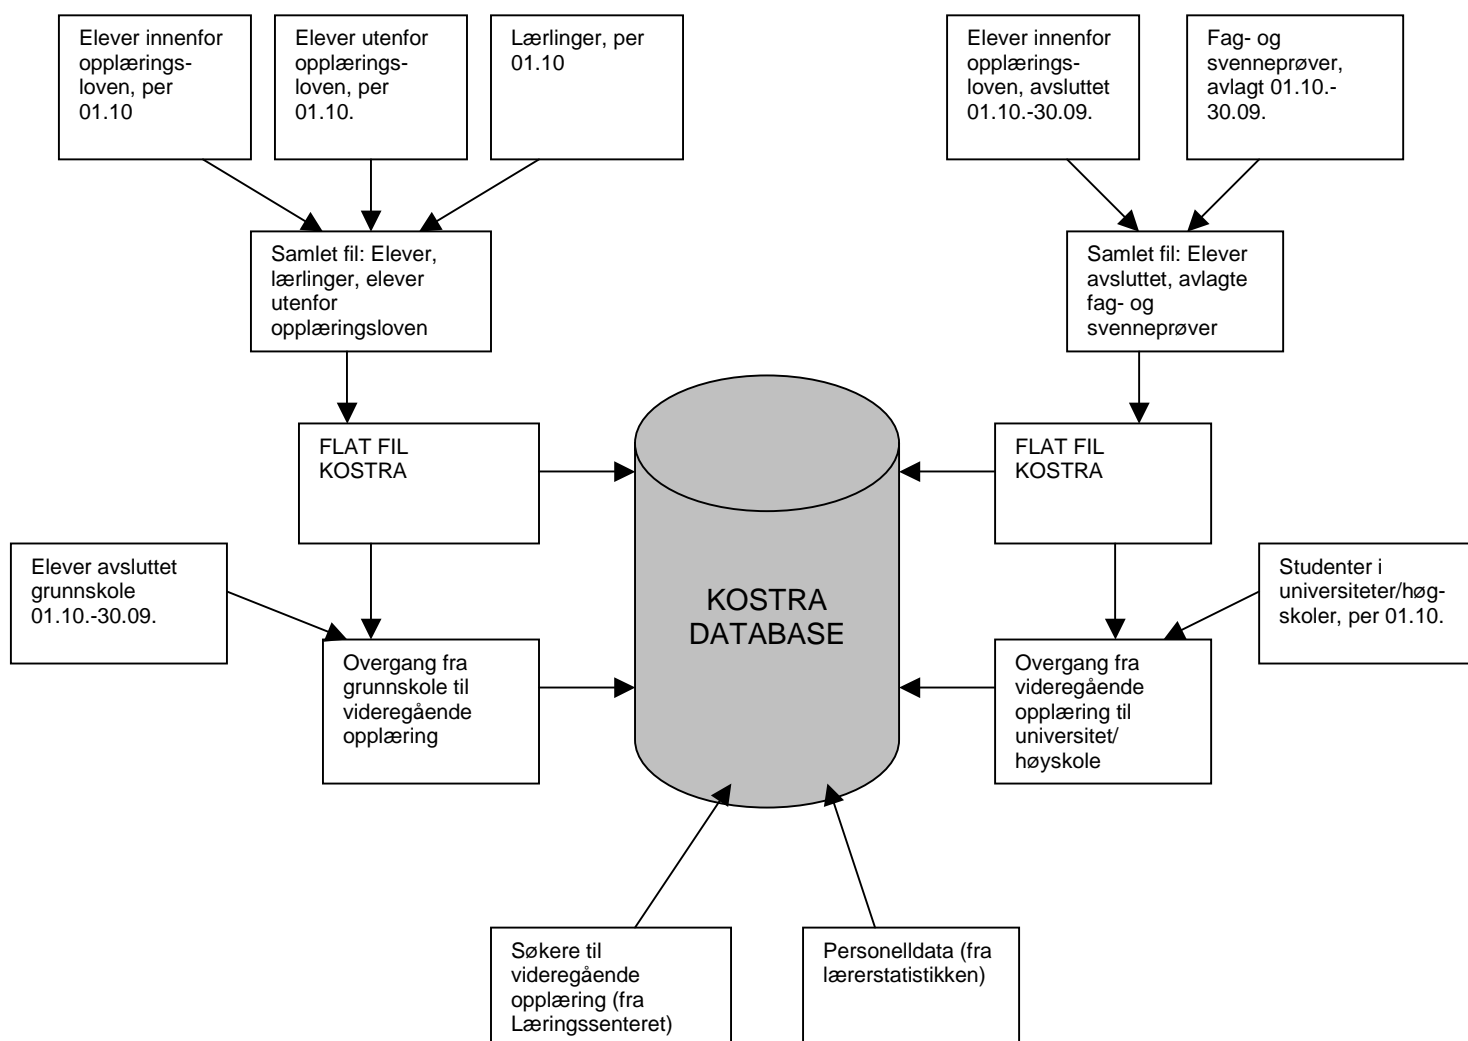 Elever innenfor
opplærings-
loven, per
01.10
Elever utenfor
opplærings-
loven, per
01.10.
Lærlinger, per
01.10
Elever innenfor
opplærings-
loven, avsluttet
01.10.-30.09.
Fag- og
svenneprøver,
avlagt 01.10.-
30.09.
Samlet fil: Elever,
lærlinger, elever
utenfor
opplæringsloven
Samlet fil: Elever
avsluttet, avlagte
fag- og
svenneprøver
FLAT FIL
KOSTRA
FLAT FIL
KOSTRA
Elever avsluttet
grunnskole
01.10.-30.09.
KOSTRA
DATABASE
Studenter i
universiteter/høg-
skoler, per 01.10.
Overgang fra
grunnskole til
videregående
opplæring
Overgang fra
videregående
opplæring til
universitet/
høyskole
Søkere til
videregående
opplæring (fra
Læringssenteret)
Personelldata (fra
lærerstatistikken)